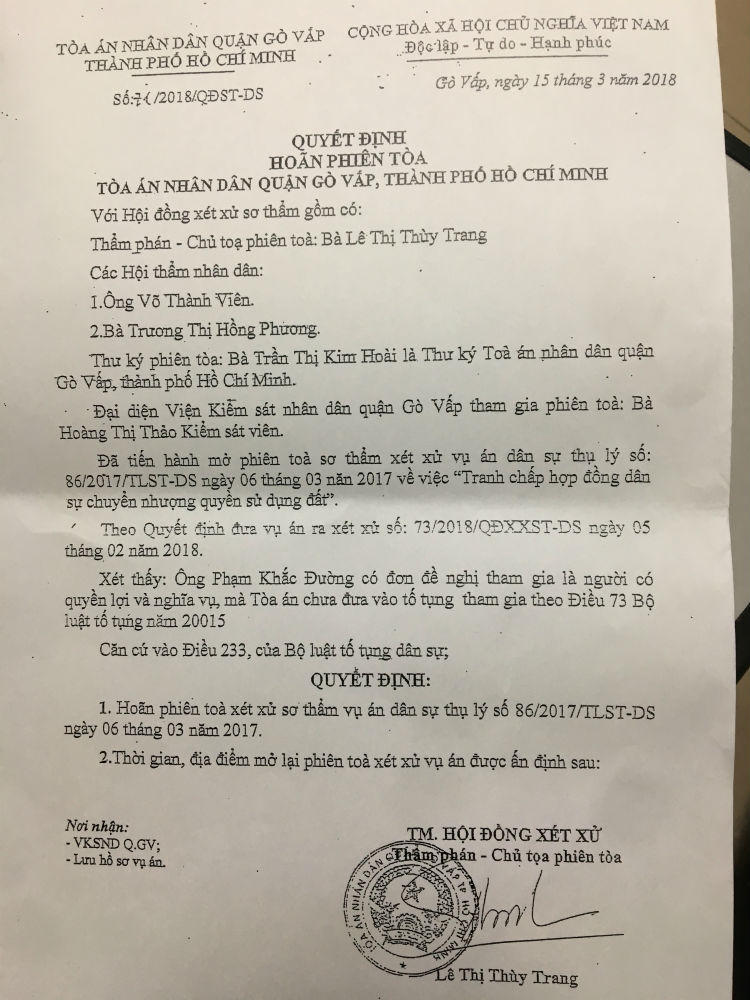 TÒA ÁN NHÂN DÂN QUẬN GÒ VẤP
THÀNH PHỐ HỒ CHÍ MINH
CỘNG HÒA XÃ HỘI CHỦ NGHĨA VIỆT NAM
Độc lập - Tự do - Hạnh phúc
Số: /2018/QĐST-DS
Gò Vấp, ngày 15 tháng 3 năm 2018
QUYẾT ĐỊNH
HOÃN PHIÊN TÒA
TÒA ÁN NHÂN DÂN QUẬN GÒ VẤP, THÀNH PHỐ HỒ CHÍ MINH
Với Hội đồng xét xử sơ thẩm gồm có:
Thẩm phán - Chủ toạ phiên toà: Bà Lê Thị Thùy Trang
Các Hội thẩm nhân dân:
1.Ông Võ Thành Viên.
2.Bà Trương Thị Hồng Phương.
Thư ký phiên tòa: Bà Trần Thị Kim Hoài là Thư ký Toà án nhân dân quận
Gò Vấp, thành phố Hồ Chí Minh.
Đại diện Viện Kiểm sát nhân dân quận Gò Vấp tham gia phiên toà: Bà
Hoàng Thị Thảo Kiểm sát viên.
Đã tiến hành mở phiên toà sơ thẩm xét xử vụ án dân sự thụ lý số:
86/2017/TLST-DS ngày 06 tháng 03 năn 2017 về việc “Tranh chấp hợp đồng dân
sự chuyển nhượng quyền sử dụng đất”.
Theo Quyết định đưa vụ án ra xét xử số: 73/2018/QĐXXST-DS ngày 05
tháng 02 năm 2018.
Xét thấy: Ông Phạm Khắc Đường có đơn đề nghị tham gia là người có
quyền lợi và nghĩa vụ, mà Tòa án chưa đưa vào tố tụng tham gia theo Điều 73 Bộ
luật tố tụng năm 20015
Căn cứ vào Điều 233, của Bộ luật tố tụng dân sự;
QUYẾT ĐỊNH:
1. Hoãn phiên toà xét xử sơ thẩm vụ án dân sự thụ lý số 86/2017/TLST-DS
ngày 06 tháng 03 năm 2017.
2.Thời gian, địa điểm mở lại phiên toà xét xử vụ án được ấn định sau:
Nơi nhận:
- VKSND Q.GV;
- Lưu hồ sơ vụ án.
TM. HỘI ĐỒNG XÉT XỬ
Thẩm phán - Chủ tọa phiên tòa
TÒA ÁN NHÂN DÂN Q. GÒ VẤP TP HỒ CHÍ MINH
Lê Thị Thùy Trang